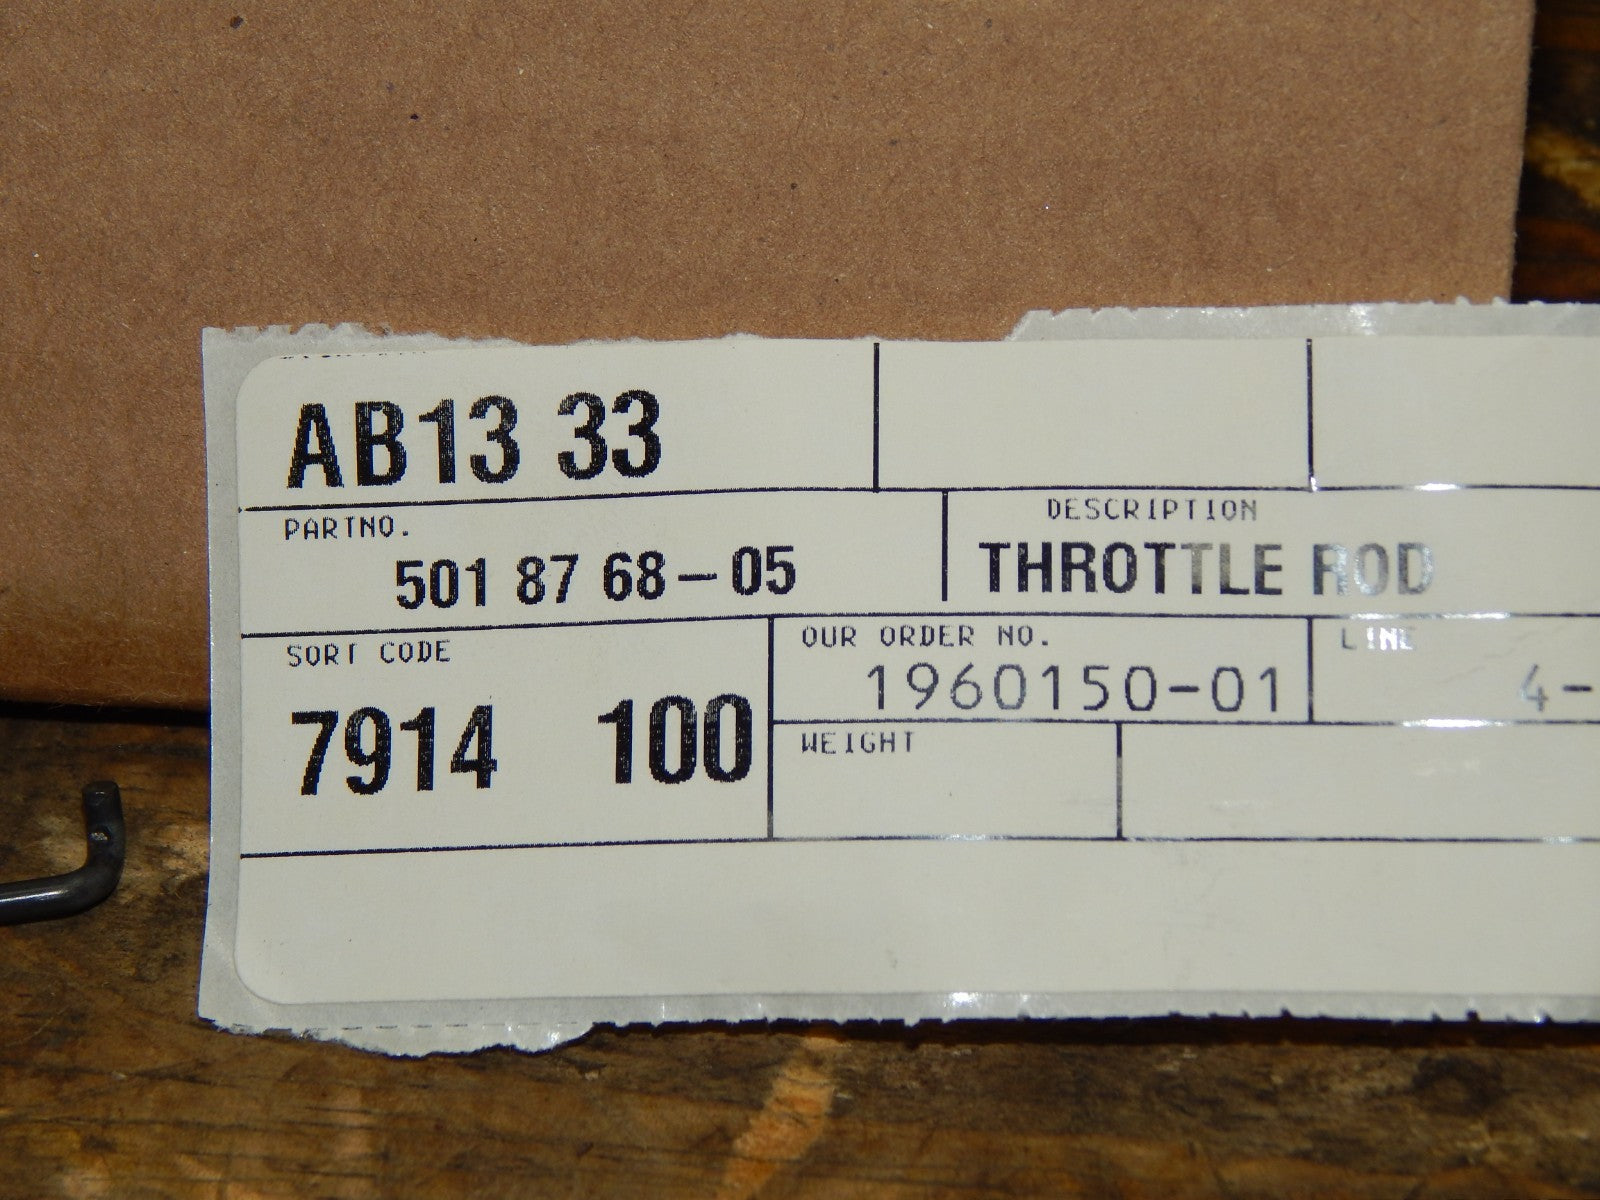 AB13 33
PARTNO.
501 87 68-05
DESCRIPTION
THROTTLE ROD
SORT CODE
7914 100
OUR ORDER NO.
1960150-01
LINE
4-
WEIGHT